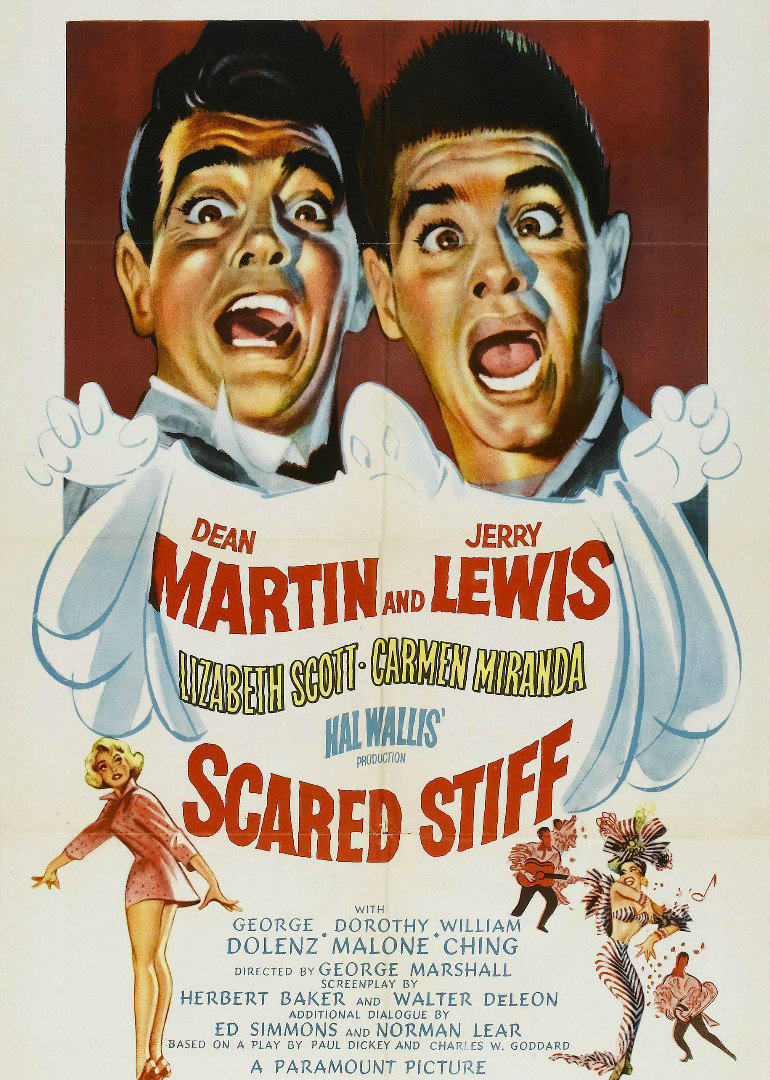 DEAN JERRY
MARTIN AND LEWIS
LIZABETH SCOTT · CARMEN MIRANDA
HAL WALLIS'
PRODUCTION
SCARED STIFF
WITH
GEORGE DOROTHY WILLIAM
DOLENZ · MALONE · CHING
DIRECTED BY GEORGE MARSHALL
SCREENPLAY BY
HERBERT BAKER AND WALTER DELEON
ADDITIONAL DIALOGUE BY
ED SIMMONS AND NORMAN LEAR
BASED ON A PLAY BY PAUL DICKEY AND CHARLES W. GODDARD
A PARAMOUNT PICTURE